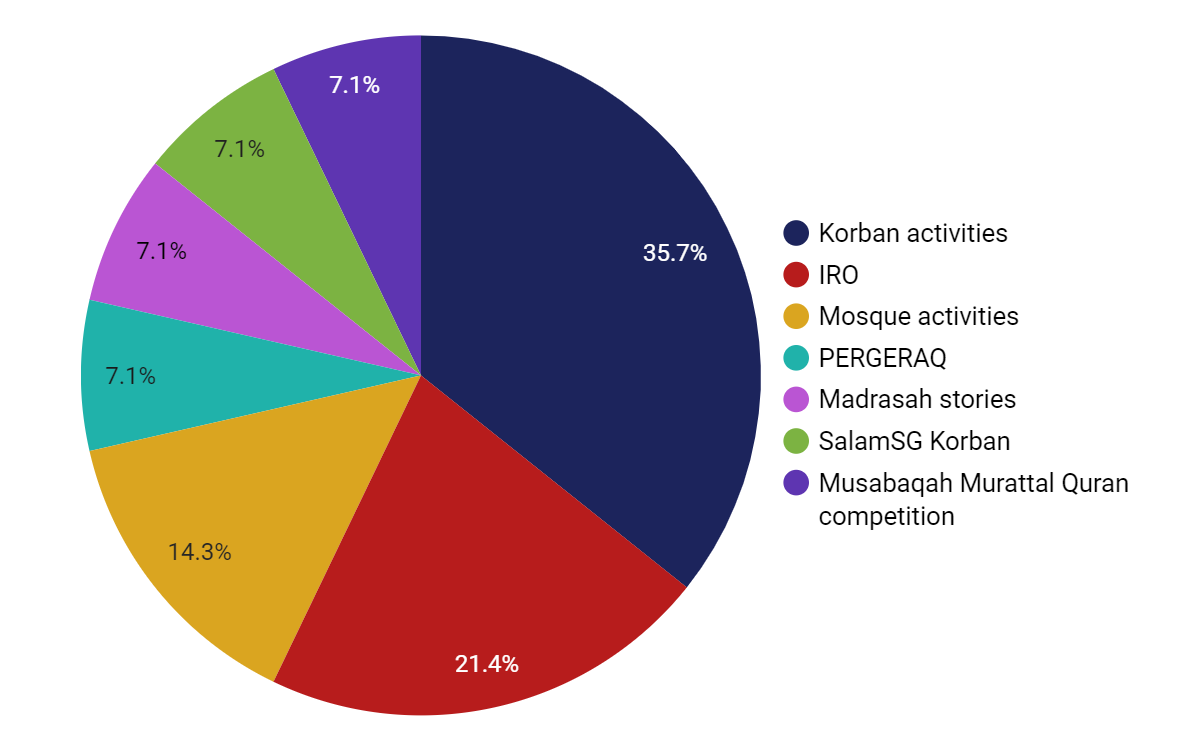 7.1%
7.1%
35.7%
7.1%
7.1%
14.3%
21.4%
Korban activities
IRO
Mosque activities
PERGERAQ
Madrasah stories
SalamSG Korban
Musabaqah Murattal Quran
competition